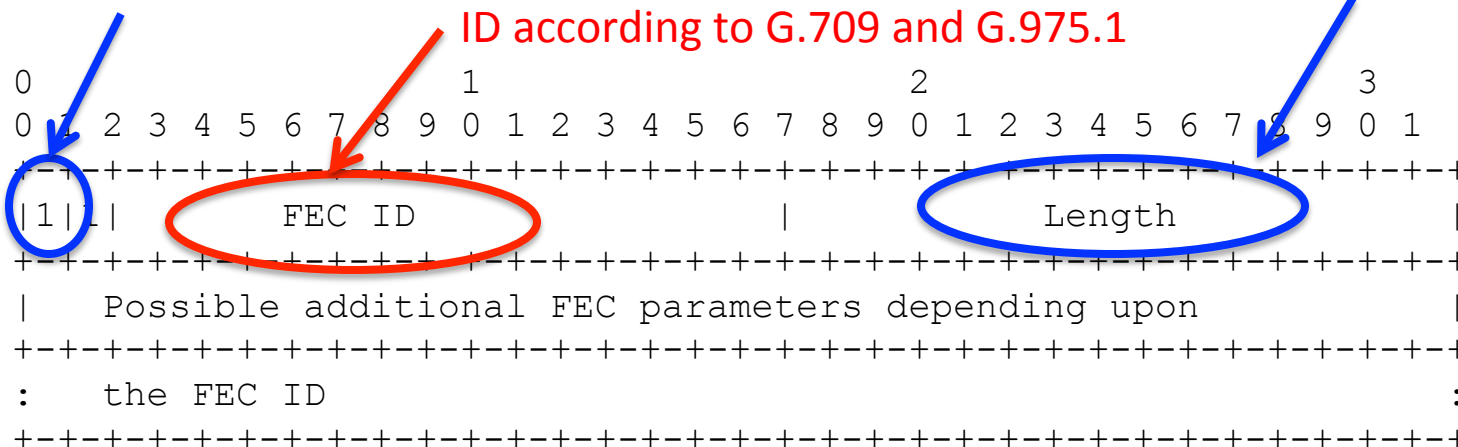 ID according to G.709 and G.975.1
0 1 2 3
0 1 2 3 4 5 6 7 8 9 0 1 2 3 4 5 6 7 8 9 0 1 2 3 4 5 6 7 8 9 0 1
+-+-+-+-+-+-+-+-+-+-+-+-+-+-+-+-+-+-+-+-+-+-+-+-+-+-+-+-+-+-+-+-+
|1|1| FEC ID | Length |
+-+-+-+-+-+-+-+-+-+-+-+-+-+-+-+-+-+-+-+-+-+-+-+-+-+-+-+-+-+-+-+-+
| Possible additional FEC parameters depending upon |
+-+-+-+-+-+-+-+-+-+-+-+-+-+-+-+-+-+-+-+-+-+-+-+-+-+-+-+-+-+-+-+-+
: the FEC ID :
+-+-+-+-+-+-+-+-+-+-+-+-+-+-+-+-+-+-+-+-+-+-+-+-+-+-+-+-+-+-+-+-+